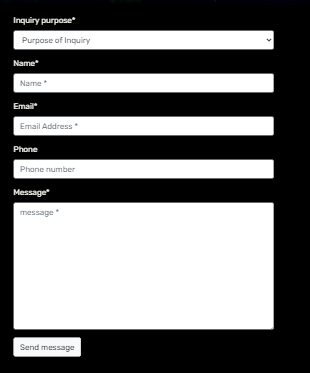 Inquiry purpose*
Purpose of Inquiry
Name*
Name *
Email*
Email Address *
Phone
Phone number
Message*
message *
Send message